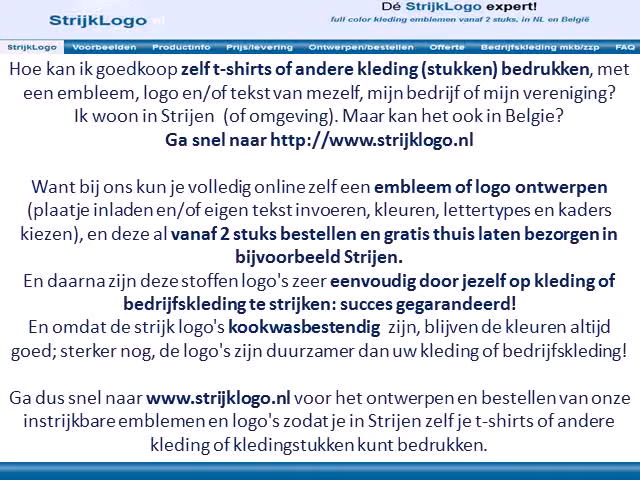 StrijkLogo.nl
Dé StrijkLogo expert!
full color kleding emblemen vanaf 2 stuks, in NL en België
StrijkLogo Voorbeelden Productinfo Prijs/levering Ontwerpen/bestellen Offerte Bedrijfskleding mkb/zzp FAQ
Hoe kan ik goedkoop zelf t-shirts of andere kleding (stukken) bedrukken, met
een embleem, logo en/of tekst van mezelf, mijn bedrijf of mijn vereniging?
Ik woon in Strijen (of omgeving). Maar kan het ook in Belgie?
Ga snel naar http://www.strijklogo.nl
Want bij ons kun je volledig online zelf een embleem of logo ontwerpen
(plaatje inladen en/of eigen tekst invoeren, kleuren, lettertypes en kaders
kiezen), en deze al vanaf 2 stuks bestellen en gratis thuis laten bezorgen in
bijvoorbeeld Strijen.
En daarna zijn deze stoffen logo's zeer eenvoudig door jezelf op kleding of
bedrijfskleding te strijken: succes gegarandeerd!
En omdat de strijk logo's kookwasbestendig zijn, blijven de kleuren altijd
goed; sterker nog, de logo's zijn duurzamer dan uw kleding of bedrijfskleding!
Ga dus snel naar www.strijklogo.nl voor het ontwerpen en bestellen van onze
instrijkbare emblemen en logo's zodat je in Strijen zelf je t-shirts of andere
kleding of kledingstukken kunt bedrukken.